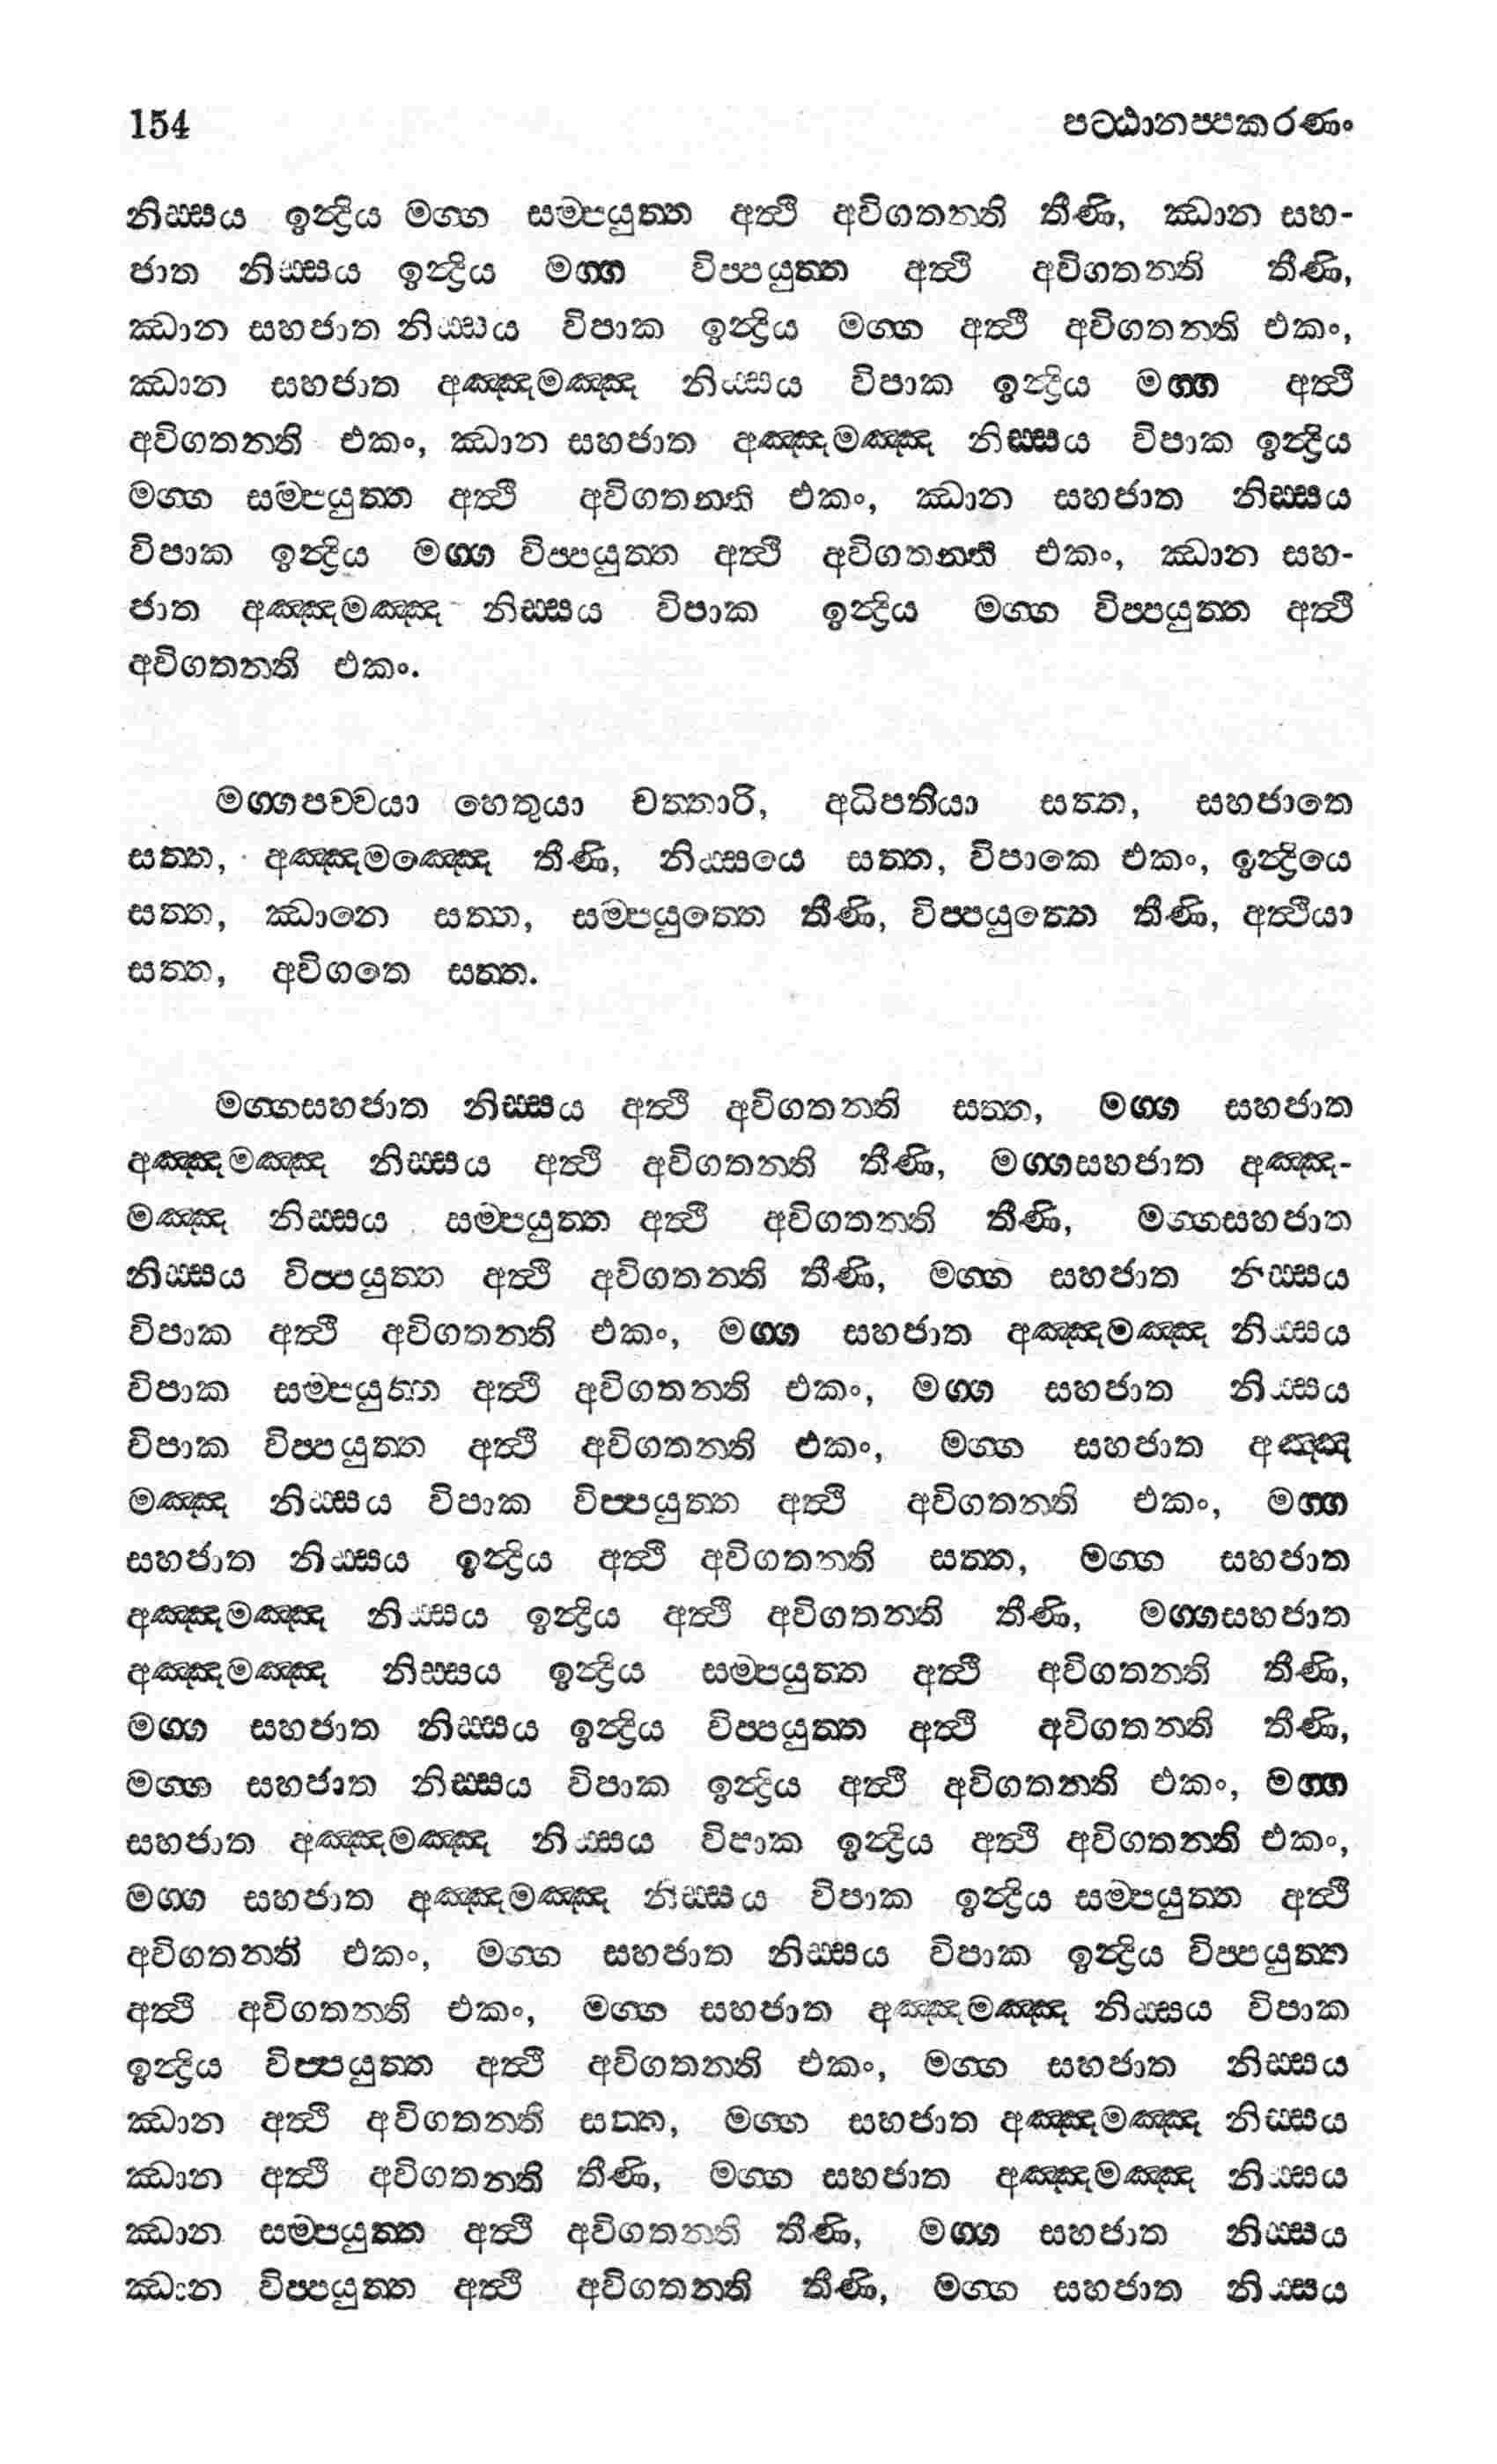 154 පට්ඨානප්පකරණං
නිස්සය ඉන්ද්‍රිය මග්ග සම්පයුත්ත අත්ථි අවිගතන්ති තීණි, ඣාන සහ-
ජාත නිස්සය ඉන්ද්‍රිය මග්ග විප්පයුත්ත අත්ථි අවිගතන්ති තීණි,
ඣාන සහජාත නිස්සය විපාක ඉන්ද්‍රිය මග්ග අත්ථි අවිගතන්ති එකං,
ඣාන සහජාත අඤ්ඤමඤ්ඤ නිස්සය විපාක ඉන්ද්‍රිය මග්ග අත්ථි
අවිගතන්ති එකං, ඣාන සහජාත අඤ්ඤමඤ්ඤ නිස්සය විපාක ඉන්ද්‍රිය
මග්ග සම්පයුත්ත අත්ථි අවිගතන්ති එකං, ඣාන සහජාත නිස්සය
විපාක ඉන්ද්‍රිය මග්ග විප්පයුත්ත අත්ථි අවිගතන්ති එකං, ඣාන සහ-
ජාත අඤ්ඤමඤ්ඤ නිස්සය විපාක ඉන්ද්‍රිය මග්ග විප්පයුත්ත අත්ථි
අවිගතන්ති එකං.
මග්ගපච්චයා හෙතුයා චත්තාරි, අධිපතියා සත්ත, සහජාතෙ
සත්ත, අඤ්ඤමඤ්ඤෙ තීණි, නිස්සයෙ සත්ත, විපාකෙ එකං, ඉන්ද්‍රියෙ
සත්ත, ඣානෙ සත්ත, සම්පයුත්තෙ තීණි, විප්පයුත්තෙ තීණි, අත්ථියා
සත්ත, අවිගතෙ සත්ත.
මග්ගසහජාත නිස්සය අත්ථි අවිගතන්ති සත්ත, මග්ග සහජාත
අඤ්ඤමඤ්ඤ නිස්සය අත්ථි අවිගතන්ති තීණි, මග්ගසහජාත අඤ්ඤ-
මඤ්ඤ නිස්සය සම්පයුත්ත අත්ථි අවිගතන්ති තීණි, මග්ගසහජාත
නිස්සය විප්පයුත්ත අත්ථි අවිගතන්ති තීණි, මග්ග සහජාත නිස්සය
විපාක අත්ථි අවිගතන්ති එකං, මග්ග සහජාත අඤ්ඤමඤ්ඤ නිස්සය
විපාක සම්පයුත්ත අත්ථි අවිගතන්ති එකං, මග්ග සහජාත නිස්සය
විපාක විප්පයුත්ත අත්ථි අවිගතන්ති එකං, මග්ග සහජාත අඤ්ඤ
මඤ්ඤ නිස්සය විපාක විප්පයුත්ත අත්ථි අවිගතන්ති එකං, මග්ග
සහජාත නිස්සය ඉන්ද්‍රිය අත්ථි අවිගතන්ති සත්ත, මග්ග සහජාත
අඤ්ඤමඤ්ඤ නිස්සය ඉන්ද්‍රිය අත්ථි අවිගතන්ති තීණි, මග්ගසහජාත
අඤ්ඤමඤ්ඤ නිස්සය ඉන්ද්‍රිය සම්පයුත්ත අත්ථි අවිගතන්ති තීණි,
මග්ග සහජාත නිස්සය ඉන්ද්‍රිය විප්පයුත්ත අත්ථි අවිගතන්ති තීණි,
මග්ග සහජාත නිස්සය විපාක ඉන්ද්‍රිය අත්ථි අවිගතන්ති එකං, මග්ග
සහජාත අඤ්ඤමඤ්ඤ නිස්සය විපාක ඉන්ද්‍රිය අත්ථි අවිගතන්ති එකං,
මග්ග සහජාත අඤ්ඤමඤ්ඤ නිස්සය විපාක ඉන්ද්‍රිය සම්පයුත්ත අත්ථි
අවිගතන්ති එකං, මග්ග සහජාත නිස්සය විපාක ඉන්ද්‍රිය විප්පයුත්ත
අත්ථි අවිගතන්ති එකං, මග්ග සහජාත අඤ්ඤමඤ්ඤ නිස්සය විපාක
ඉන්ද්‍රිය විප්පයුත්ත අත්ථි අවිගතන්ති එකං, මග්ග සහජාත නිස්සය
ඣාන අත්ථි අවිගතන්ති සත්ත, මග්ග සහජාත අඤ්ඤමඤ්ඤ නිස්සය
ඣාන අත්ථි අවිගතන්ති තීණි, මග්ග සහජාත අඤ්ඤමඤ්ඤ නිස්සය
ඣාන සම්පයුත්ත අත්ථි අවිගතන්ති තීණි, මග්ග සහජාත නිස්සය
ඣාන විප්පයුත්ත අත්ථි අවිගතන්ති තීණි, මග්ග සහජාත නිස්සය